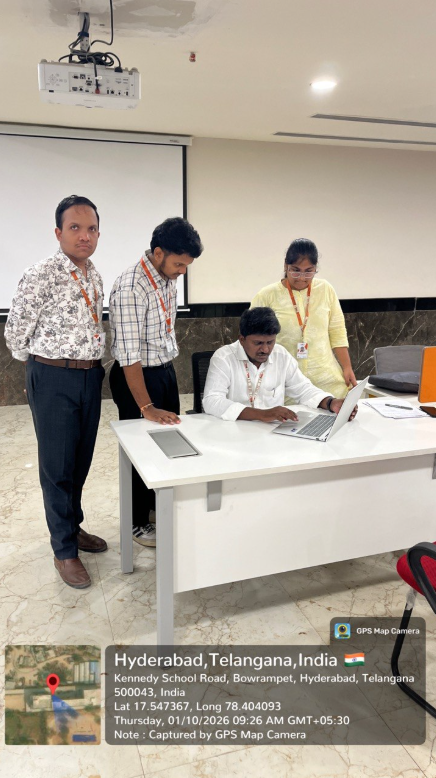 GPS Map Camera
Hyderabad,Telangana,India 🇮🇳
Kennedy School Road, Bowrampet, Hyderabad, Telangana
500043, India
Lat 17.547367, Long 78.404093
Thursday, 01/10/2026 09:26 AM GMT+05:30
Note : Captured by GPS Map Camera